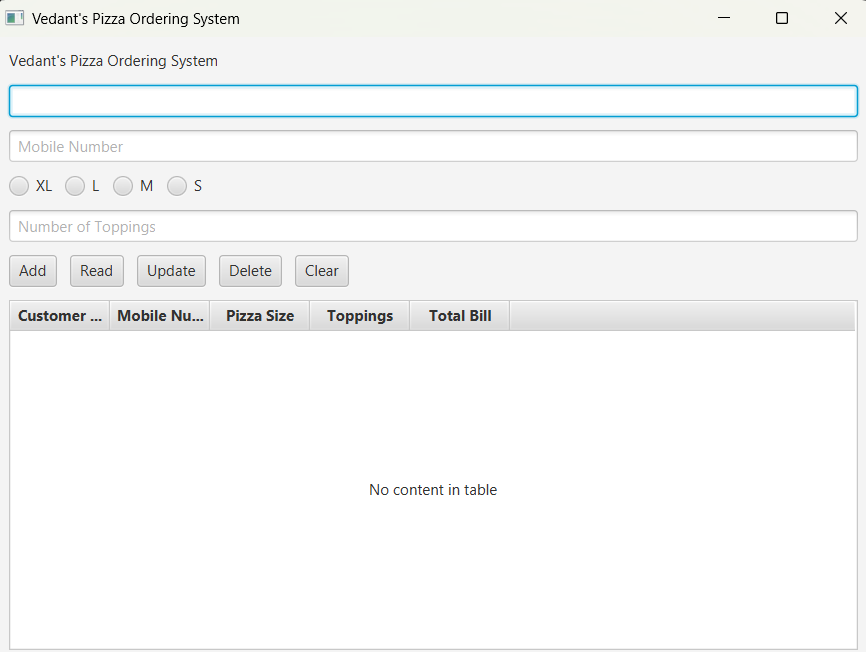 Vedant's Pizza Ordering System
Vedant's Pizza Ordering System
Mobile Number
XL L M S
Number of Toppings
Add Read Update Delete Clear
Customer ... Mobile Nu... Pizza Size Toppings Total Bill
No content in table